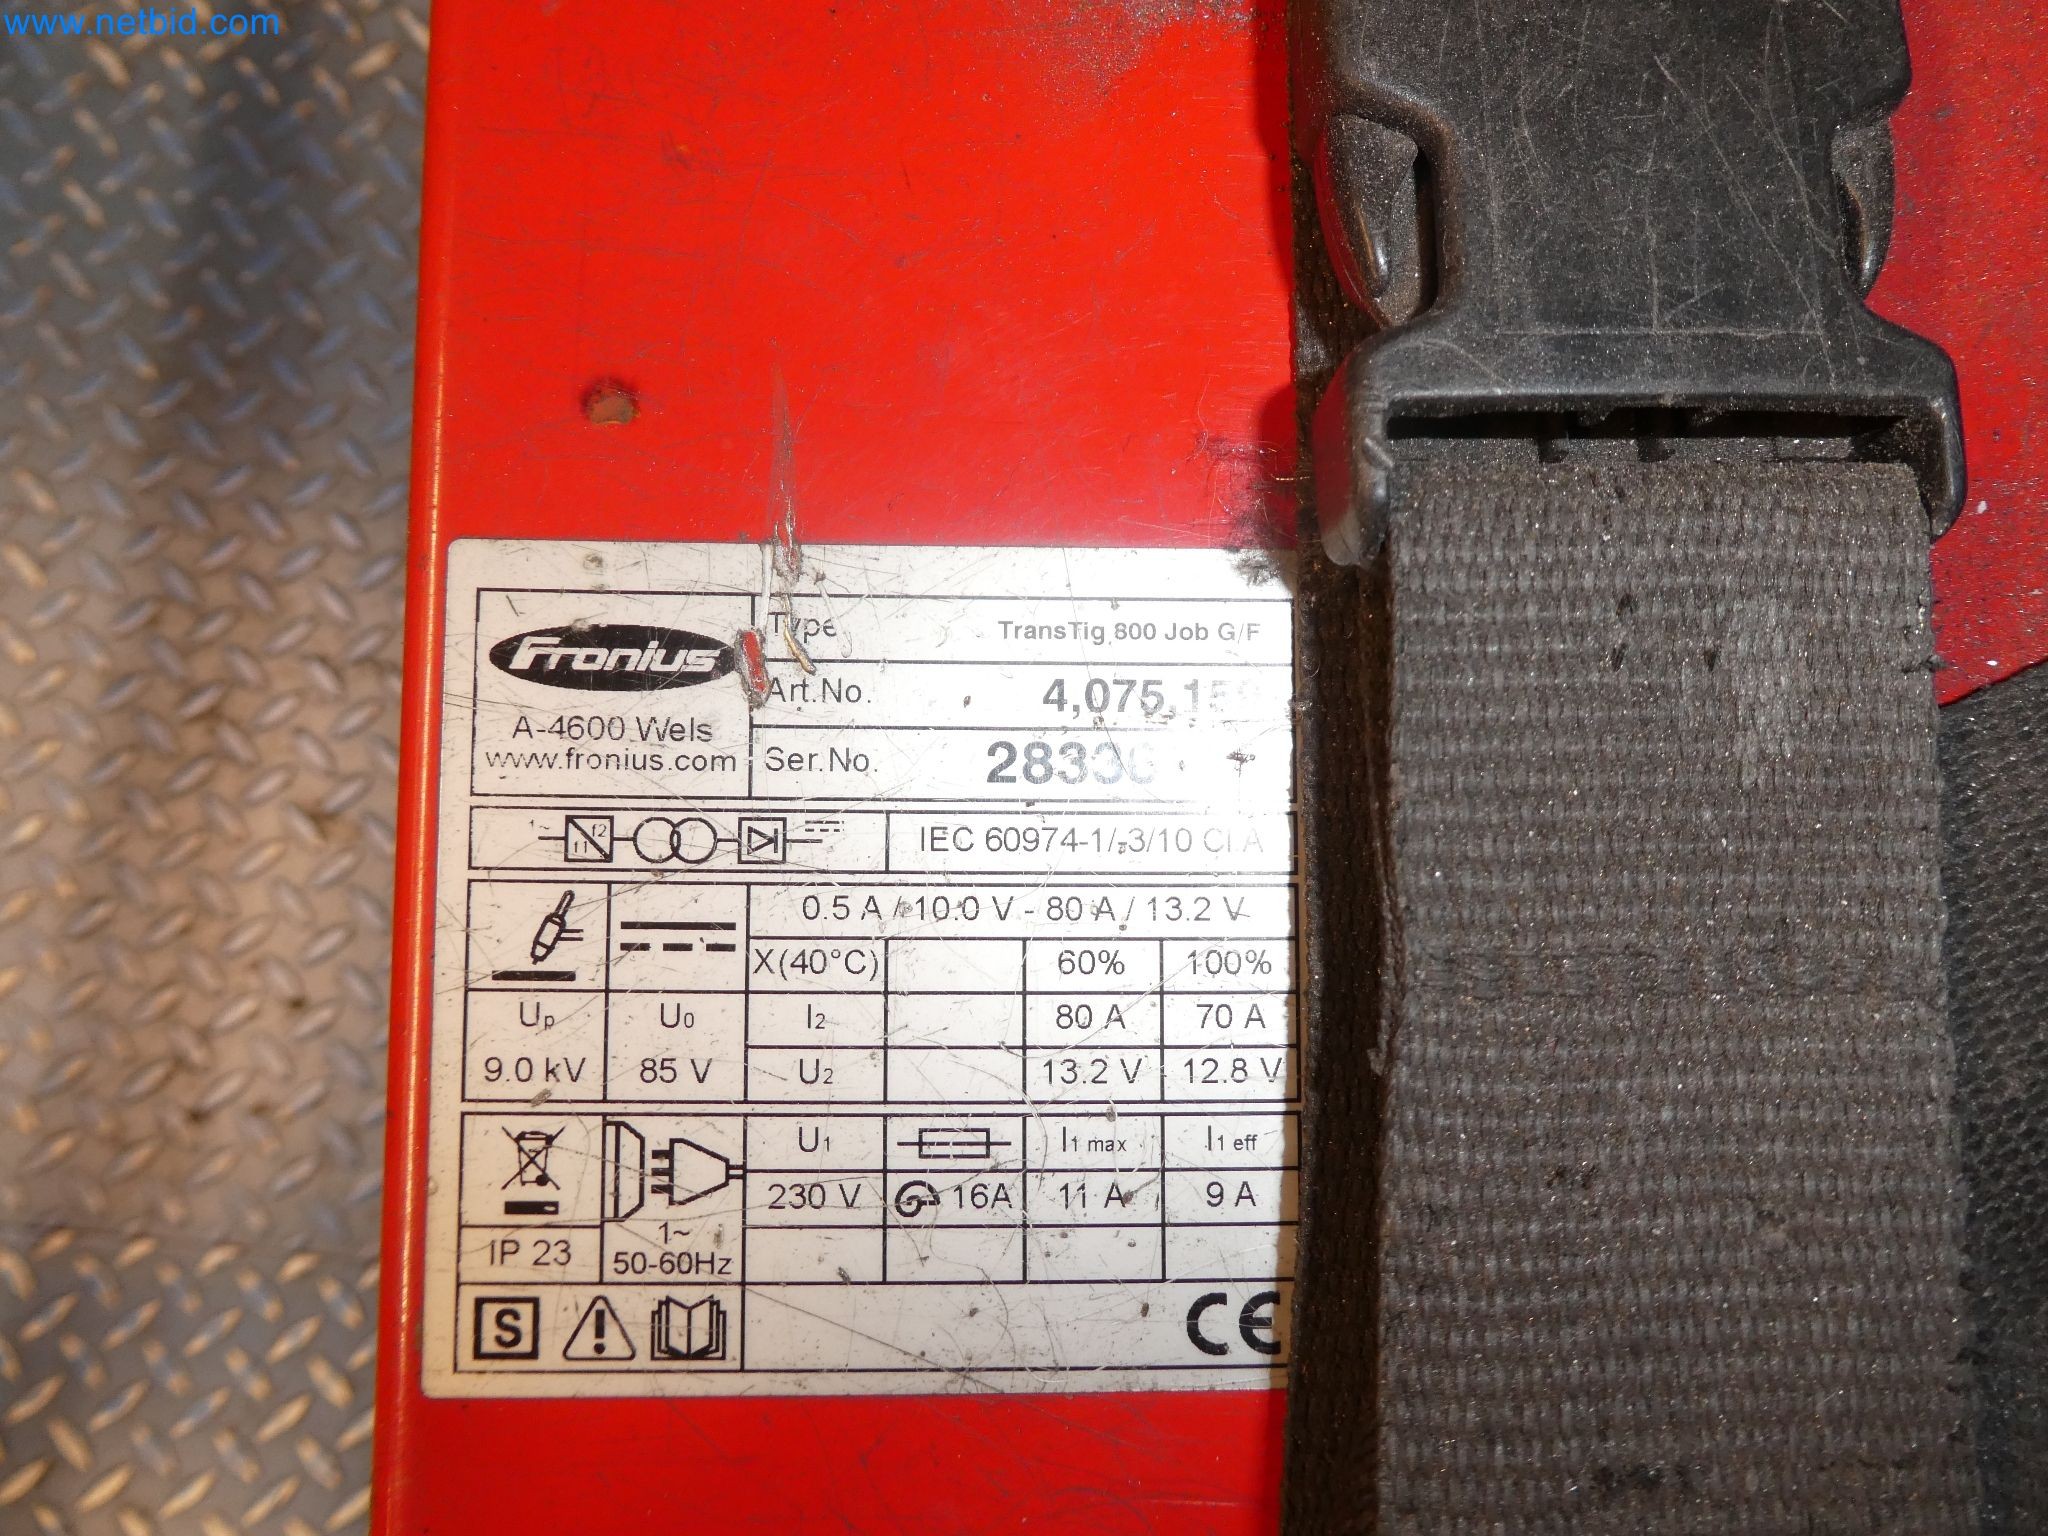 www.netbid.com
Fronius
A-4600 Wels
www.fronius.com
Type TransTig 800 Job G/F
Art.No.
Ser.No.
1~ f1 f2
IEC 60974-1/-3/10 Cl.A
0.5 A / 10.0 V - 80 A / 13.2 V
X(40°C) 60% 100%
Up U0 I2 80 A 70 A
9.0 kV 85 V U2 13.2 V 12.8 V
U1 I1 max I1 eff
230 V 16A 11 A 9 A
1~
IP 23 50-60Hz
S CE